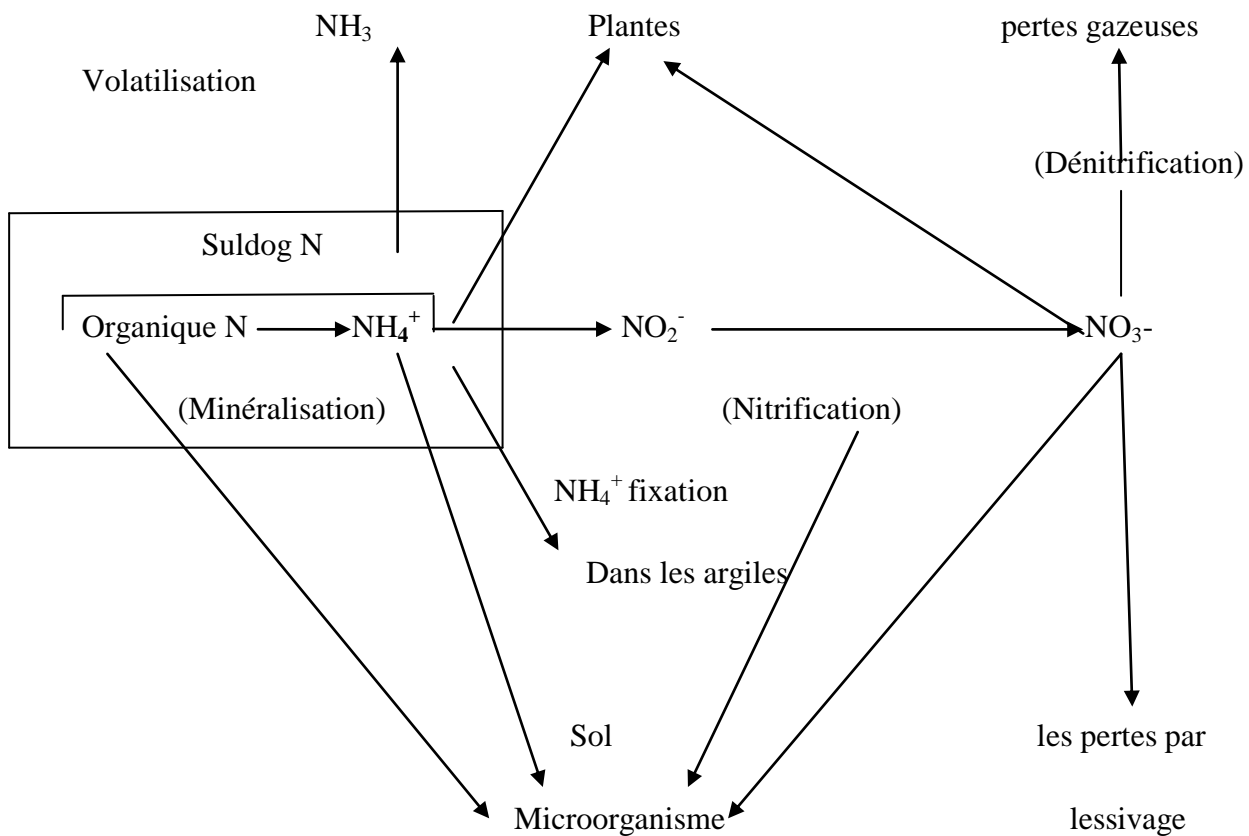 NH₃ Plantes pertes gazeuses
Volatilisation
(Dénitrification)
Suldog N
Organique N NH₄⁺ NO₂⁻ NO₃-
(Minéralisation) (Nitrification)
NH₄⁺ fixation
Dans les argiles
Sol les pertes par
Microorganisme lessivage